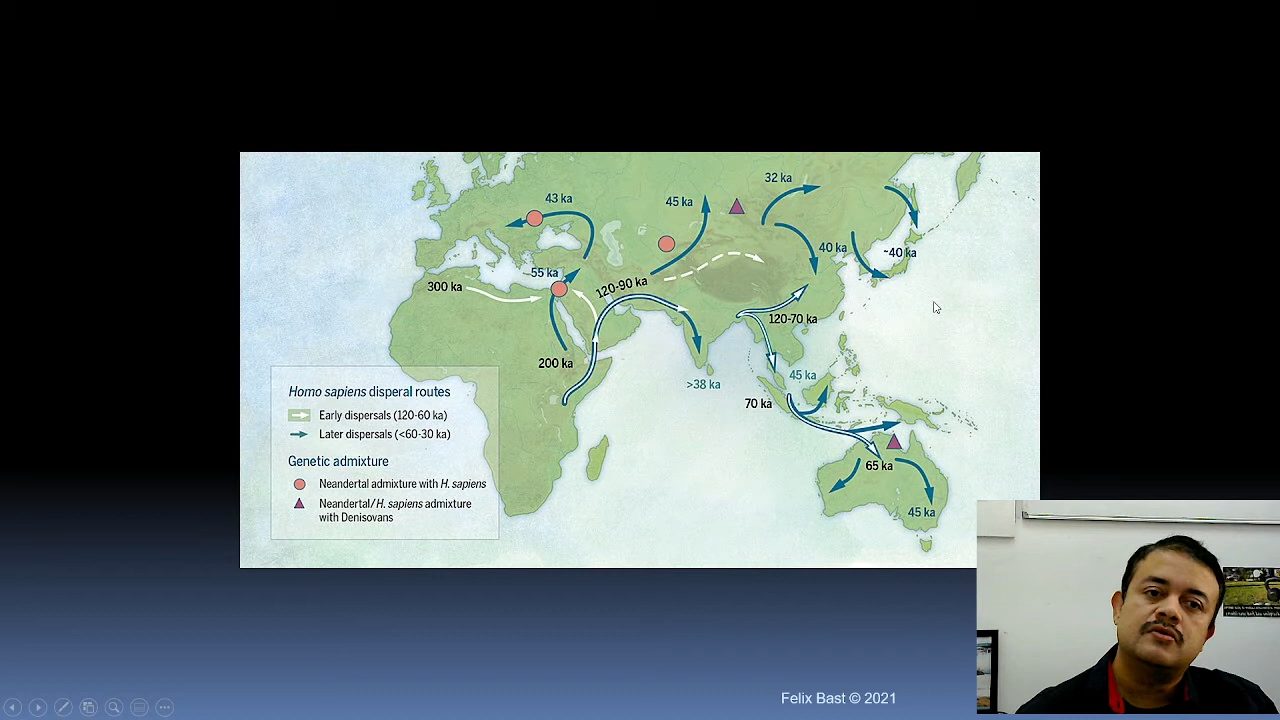 32 ka
43 ka
45 ka
40 ka
~40 ka
55 ka
300 ka
120-90 ka
120-70 ka
200 ka
>38 ka
45 ka
70 ka
65 ka
45 ka
Homo sapiens disperal routes
Early dispersals (120-60 ka)
Later dispersals (<60-30 ka)
Genetic admixture
Neandertal admixture with H. sapiens
Neandertal/H. sapiens admixture
with Denisovans
Felix Bast © 2021